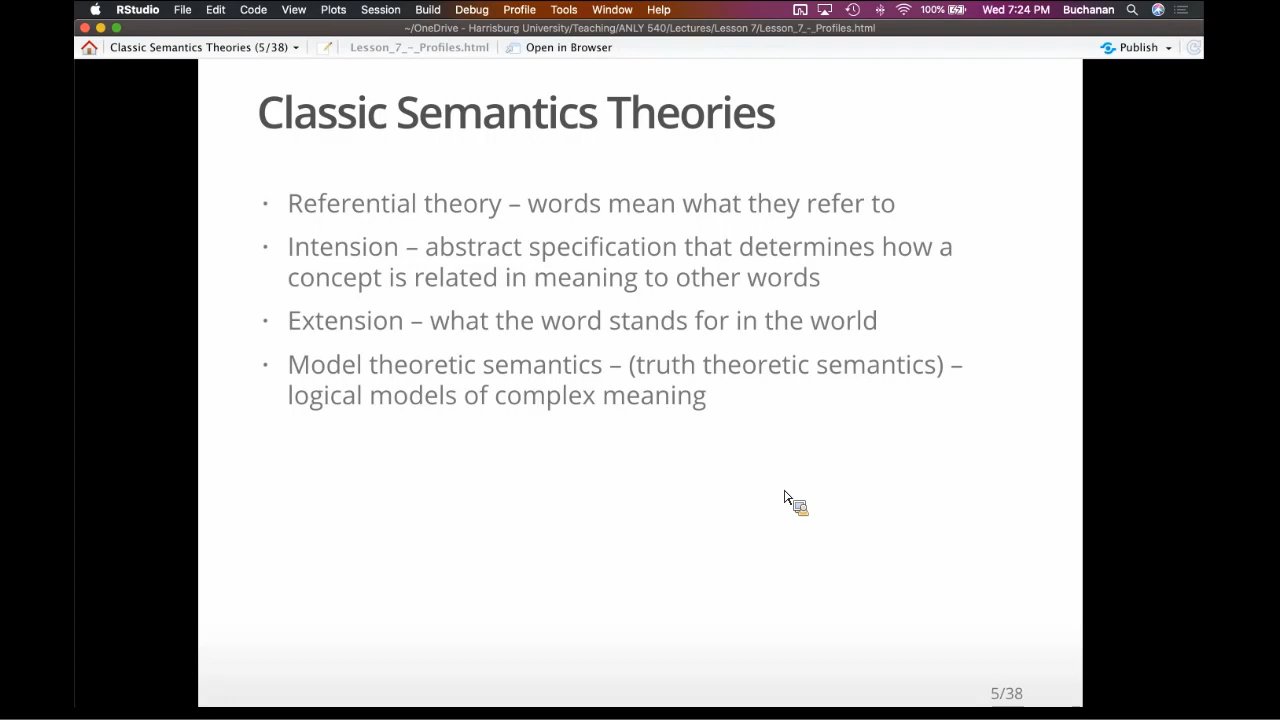 RStudio File Edit Code View Plots Session Build Debug Profile Tools Window Help 100% Wed 7:24 PM Buchanan
~/OneDrive - Harrisburg University/Teaching/ANLY 540/Lectures/Lesson 7/Lesson_7_-_Profiles.html
Classic Semantics Theories (5/38) Lesson_7_-_Profiles.html Open in Browser Publish
Classic Semantics Theories
• Referential theory – words mean what they refer to
• Intension – abstract specification that determines how a
concept is related in meaning to other words
• Extension – what the word stands for in the world
• Model theoretic semantics – (truth theoretic semantics) –
logical models of complex meaning
5/38